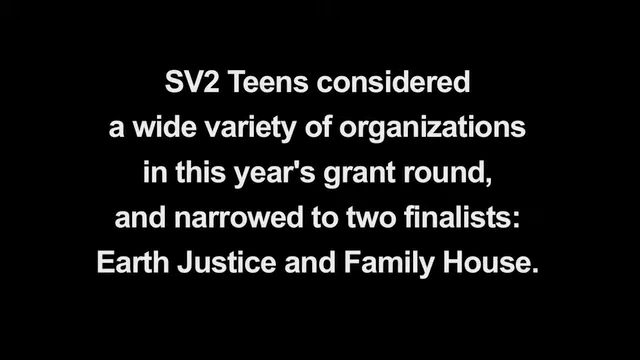 SV2 Teens considered
a wide variety of organizations
in this year's grant round,
and narrowed to two finalists:
Earth Justice and Family House.